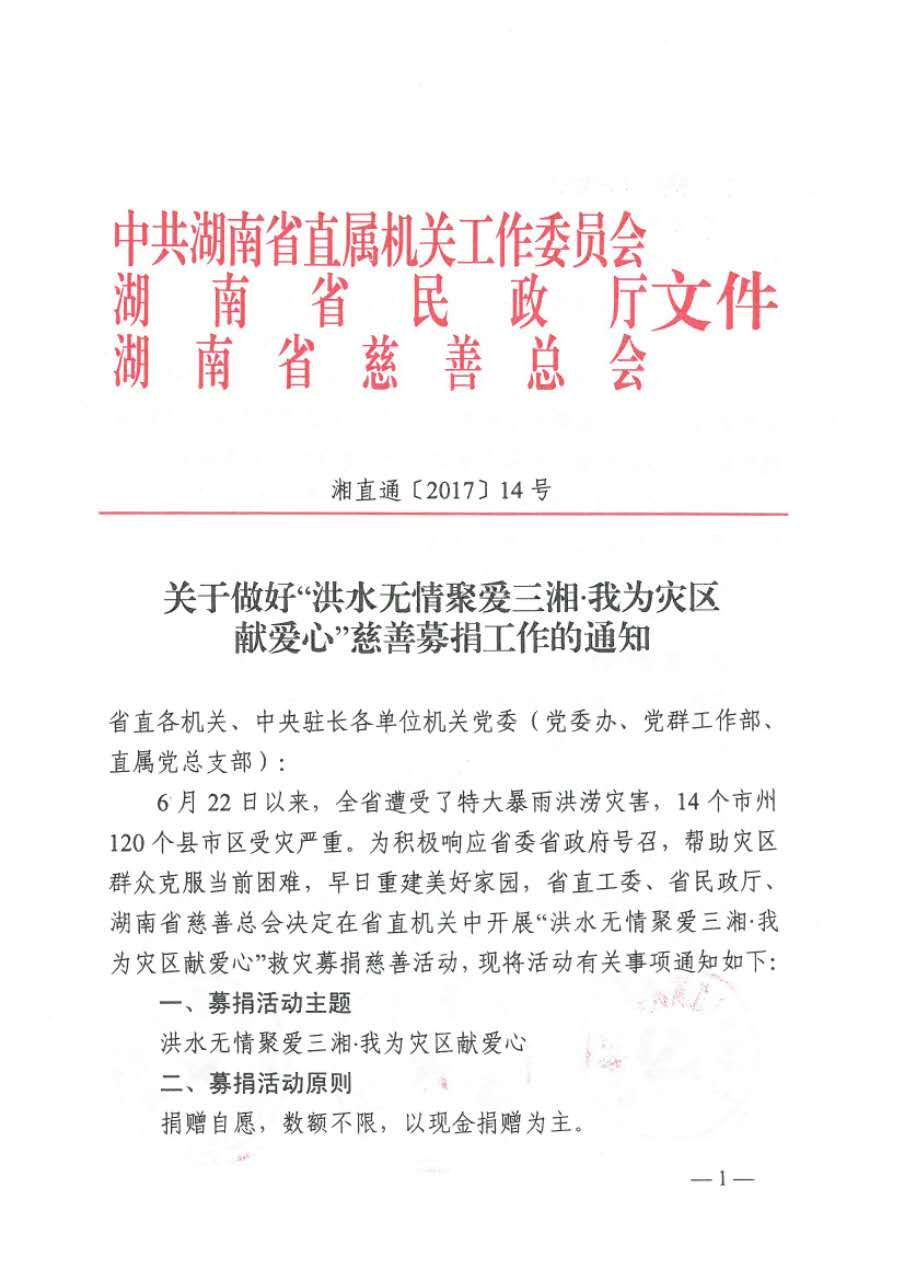 中共湖南省直属机关工作委员会
湖南省民政厅文件
湖南省慈善总会
湘直通〔2017〕14号
关于做好“洪水无情聚爱三湘·我为灾区
献爱心”慈善募捐工作的通知
省直各机关、中央驻长各单位机关党委（党委办、党群工作部、
直属党总支部）：
6月22日以来，全省遭受了特大暴雨洪涝灾害，14个市州
120个县市区受灾严重。为积极响应省委省政府号召，帮助灾区
群众克服当前困难，早日重建美好家园，省直工委、省民政厅、
湖南省慈善总会决定在省直机关中开展“洪水无情聚爱三湘·我
为灾区献爱心”救灾募捐慈善活动，现将活动有关事项通知如下：
一、募捐活动主题
洪水无情聚爱三湘·我为灾区献爱心
二、募捐活动原则
捐赠自愿，数额不限，以现金捐赠为主。
—1—